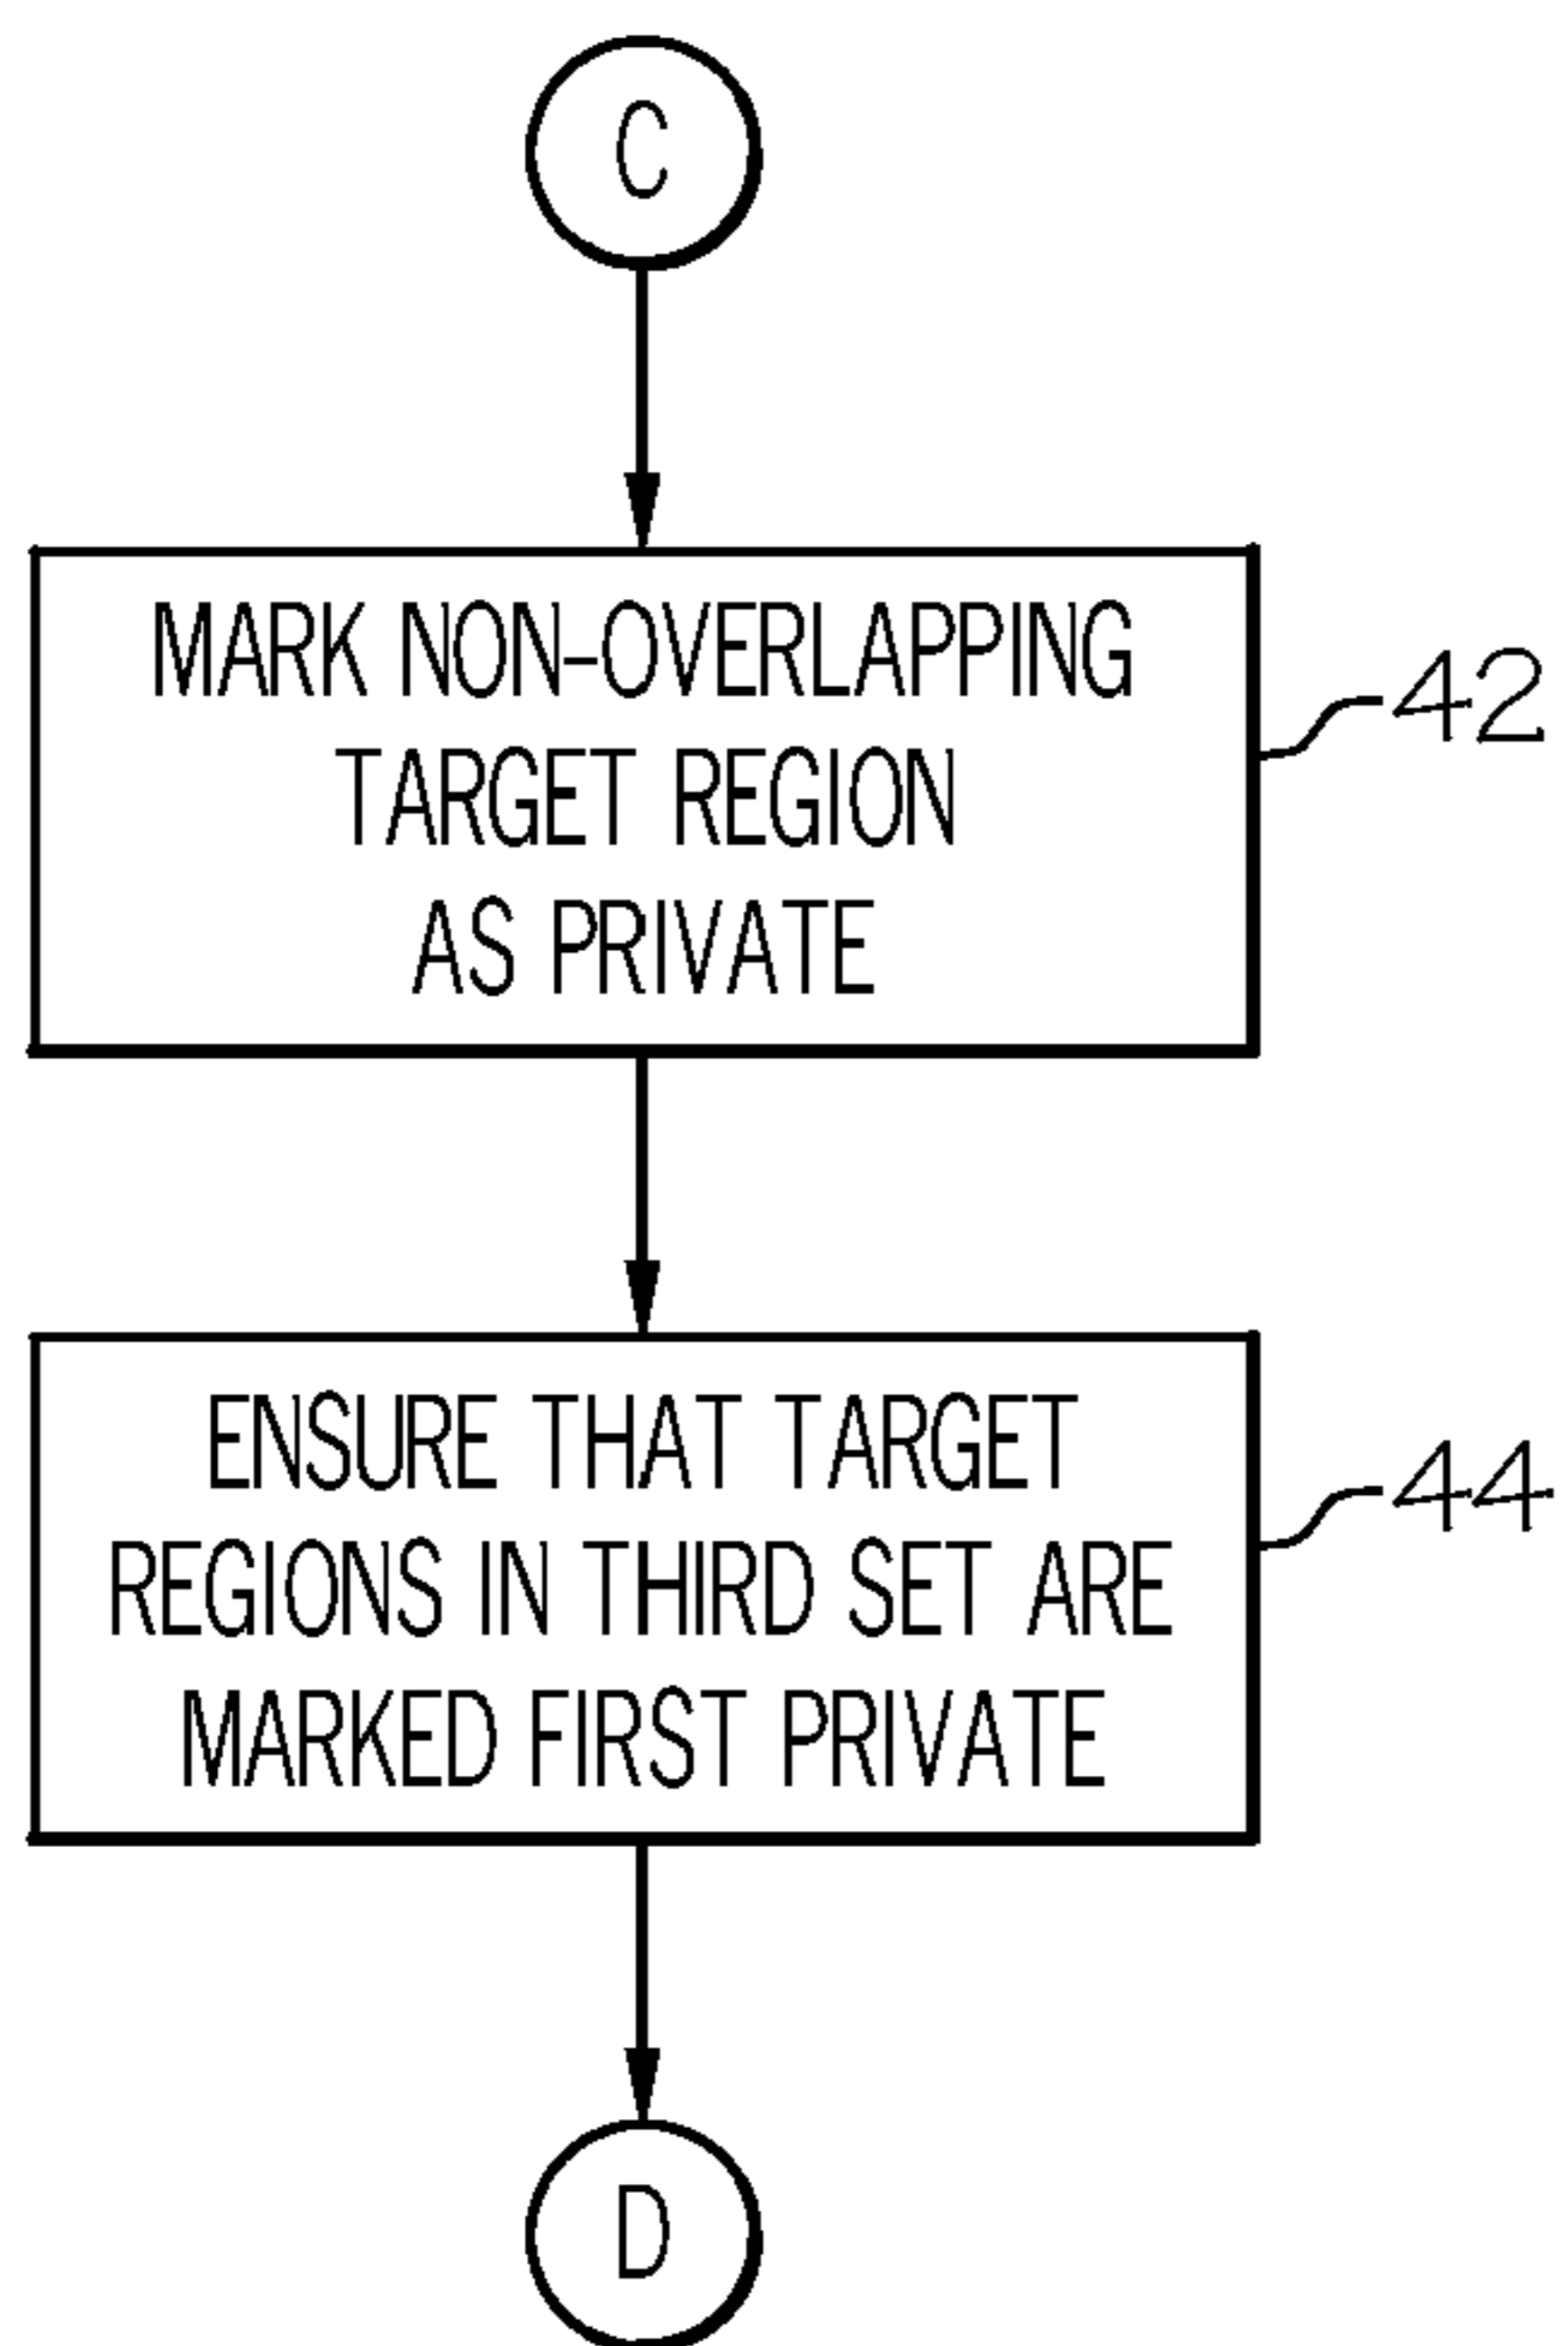 C
MARK NON-OVERLAPPING
TARGET REGION
AS PRIVATE
42
ENSURE THAT TARGET
REGIONS IN THIRD SET ARE
MARKED FIRST PRIVATE
44
D